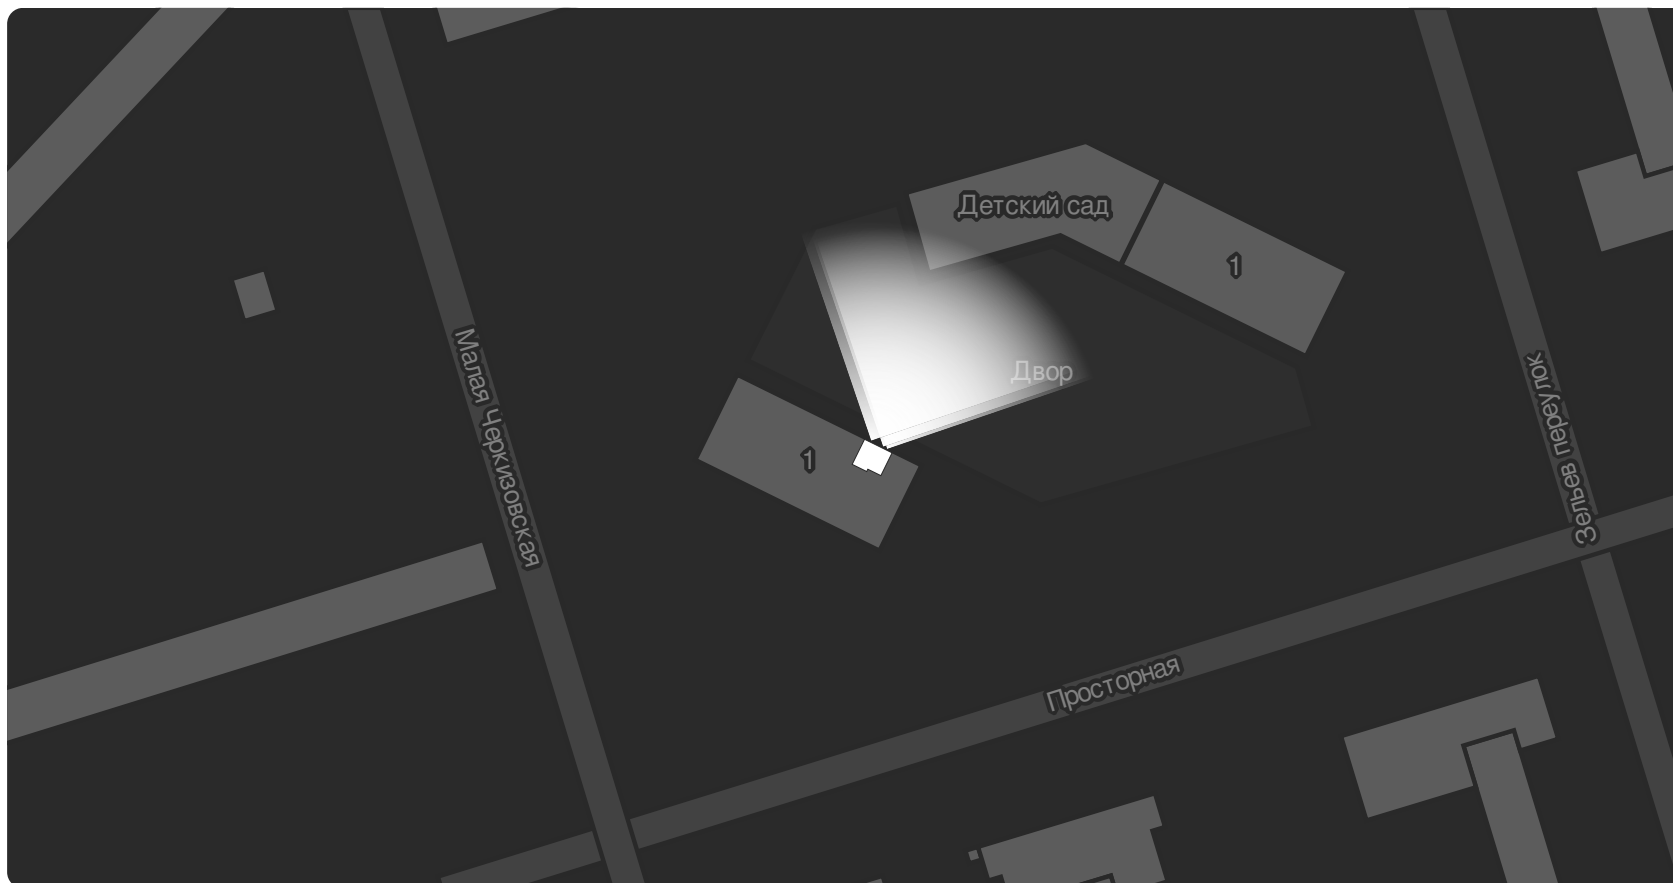 Детский сад
1
Двор
1
Малая Черкизовская
Зельев переулок
Просторная